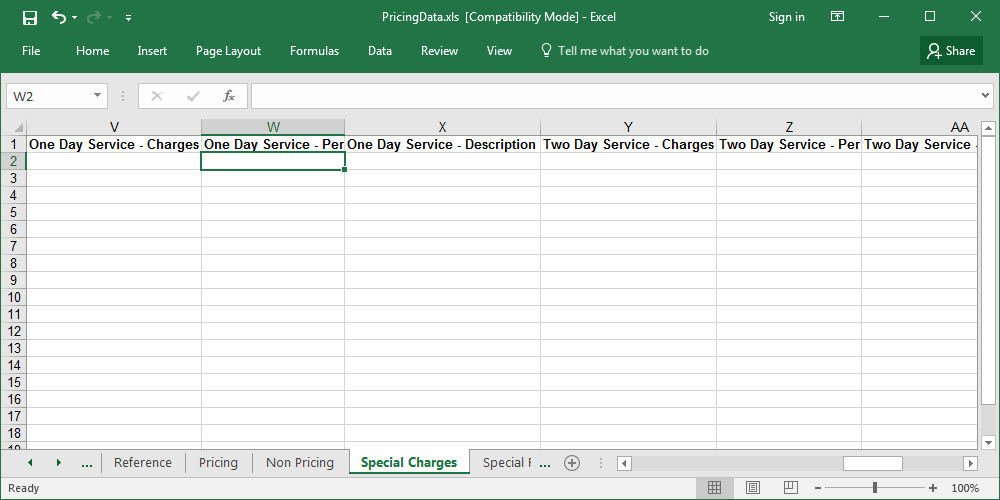 PricingData.xls [Compatibility Mode] - Excel
Sign in
File Home Insert Page Layout Formulas Data Review View Tell me what you want to do Share
W2 fx
V W X Y Z AA
1 One Day Service - Charges One Day Service - Per One Day Service - Description Two Day Service - Charges Two Day Service - Per Two Day Service -
2
3
4
5
6
7
8
9
10
11
12
13
14
15
16
17
18
19
... Reference Pricing Non Pricing Special Charges Special ...
Ready 100%